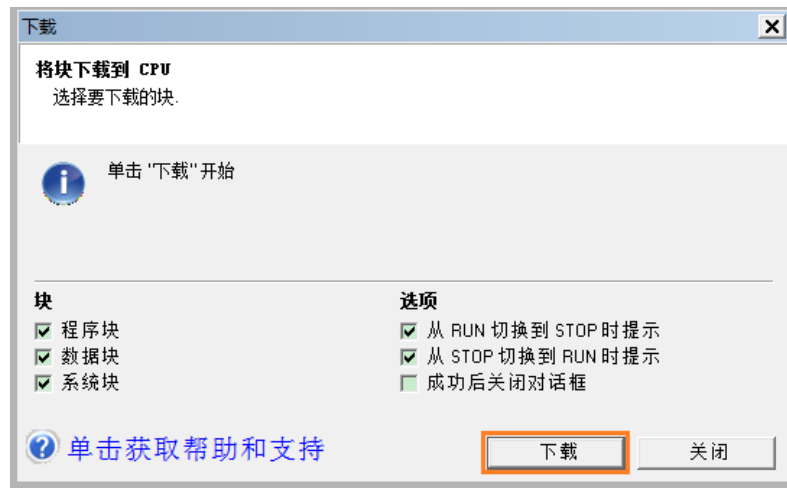 下载
将块下载到 CPU
选择要下载的块.
单击 "下载" 开始
块
选项
程序块
从 RUN 切换到 STOP 时提示
数据块
从 STOP 切换到 RUN 时提示
系统块
成功后关闭对话框
单击获取帮助和支持
下载
关闭